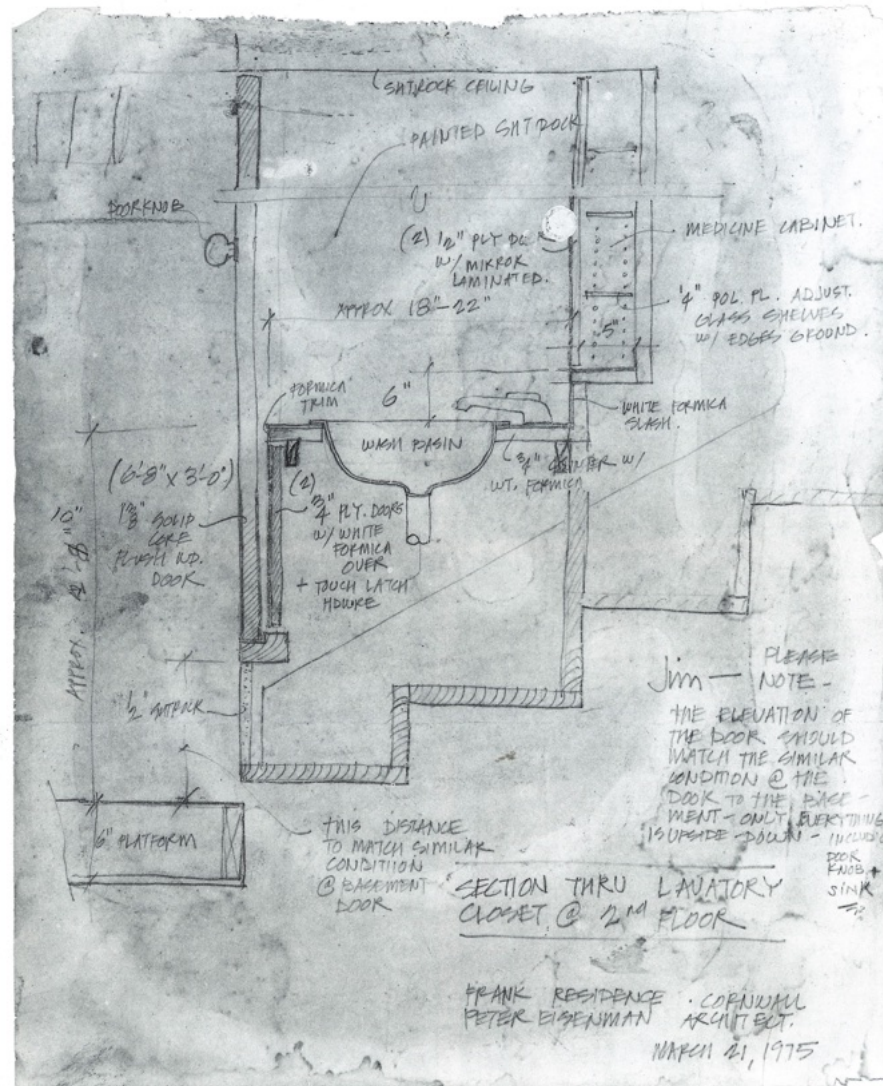 SHTROCK CEILING
PAINTED SHTROCK
DOORKNOB
(2) 1/2" PLY
W/ MIRROR
LAMINATED.
MEDICINE CABINET.
APPROX 18"-22"
1/4" POL. PL. ADJUST.
GLASS SHELVES
W/ EDGES GROUND.
5"
FORMICA
TRIM
6"
WHITE FORMICA
SLASH.
WASH BASIN
3/4" COUNTER W/
WT. FORMICA
(6'-8" X 3'-0")
1 3/8" SOLID
CORE
FLUSH
DOOR
(2)
3/4" PLY. DOORS
W/ WHITE
FORMICA
OVER
+ TOUCH LATCH
HDWRE
10"
APPROX.
1/2" SHTROCK
6" PLATFORM
THIS DISTANCE
TO MATCH SIMILAR
CONDITION
@ BASEMENT
DOOR
Jim — PLEASE
NOTE -
THE ELEVATION OF
THE DOOR SHOULD
MATCH THE SIMILAR
CONDITION @ THE
DOOR TO THE BASE-
MENT - ONLY EVERYTHING
IS UPSIDE-DOWN - INCLUD'G
DOOR
KNOB +
SINK
SECTION THRU LAVATORY
CLOSET @ 2nd FLOOR
FRANK RESIDENCE · CORNWALL
PETER EISENMAN ARCHITECT.
MARCH 21, 1975